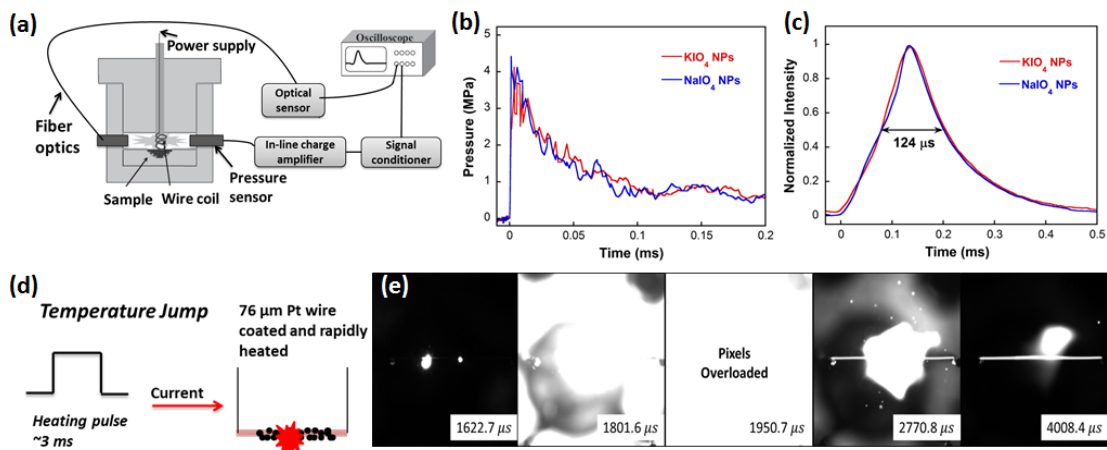 (a)
Power supply
Oscilloscope
Optical
sensor
Fiber
optics
In-line charge
amplifier
Signal
conditioner
Pressure
sensor
Sample
Wire coil
(b)
Pressure (MPa)
5
4
3
2
1
0
KIO₄ NPs
NaIO₄ NPs
0
0.05
0.1
0.15
0.2
Time (ms)
(c)
Normalized Intensity
1
0.8
0.6
0.4
0.2
0
KIO₄ NPs
NaIO₄ NPs
124 μs
0
0.1
0.2
0.3
0.4
0.5
Time (ms)
(d)
Temperature Jump
Heating pulse
~3 ms
Current
76 μm Pt wire
coated and rapidly
heated
(e)
1622.7 μs
1801.6 μs
Pixels
Overloaded
1950.7 μs
2770.8 μs
4008.4 μs